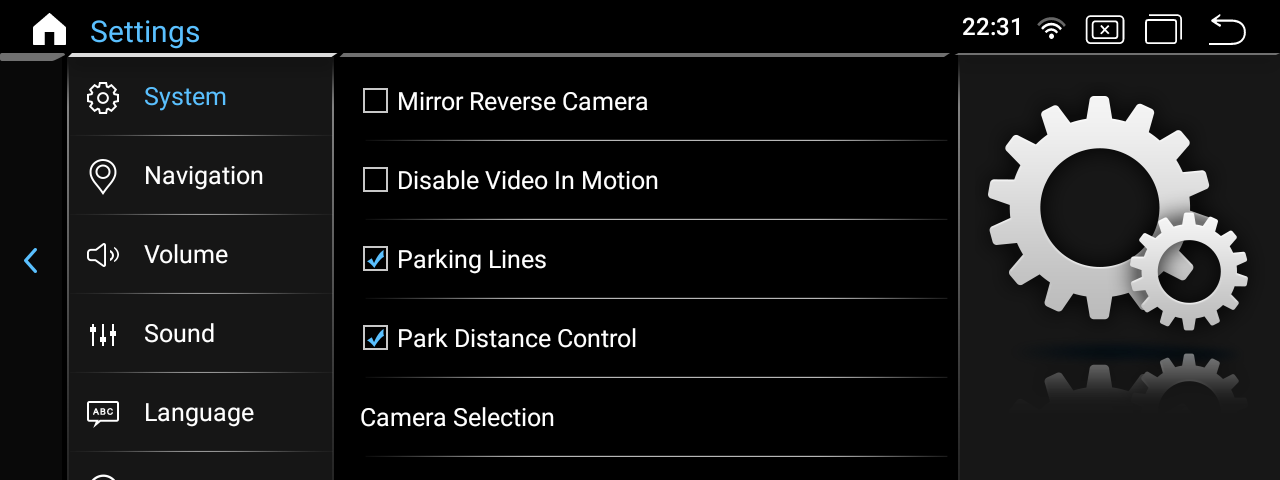 Settings
22:31
System
Navigation
Volume
Sound
ABC
Language
Mirror Reverse Camera
Disable Video In Motion
Parking Lines
Park Distance Control
Camera Selection